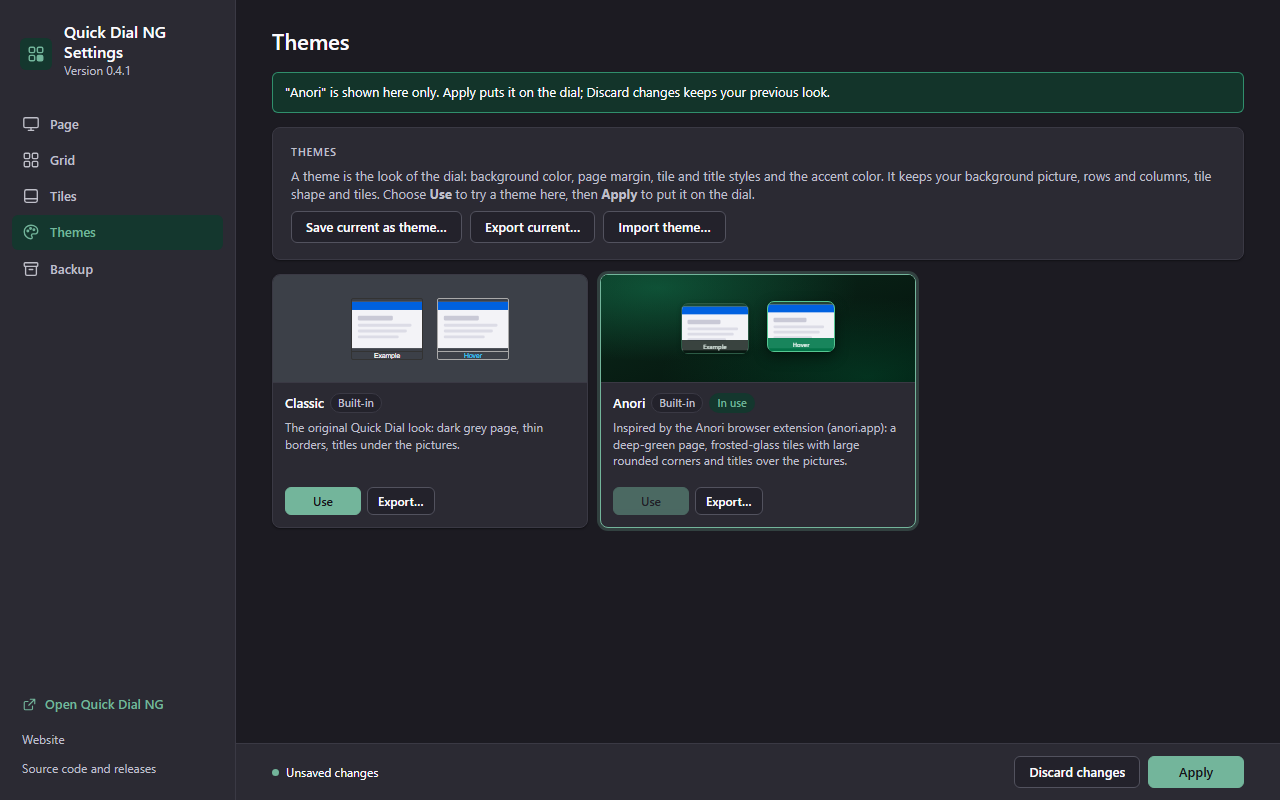 Quick Dial NG
Settings
Version 0.4.1
Page
Grid
Tiles
Themes
Backup
Open Quick Dial NG
Website
Source code and releases
Themes
"Anori" is shown here only. Apply puts it on the dial; Discard changes keeps your previous look.
THEMES
A theme is the look of the dial: background color, page margin, tile and title styles and the accent color. It keeps your background picture, rows and columns, tile
shape and tiles. Choose Use to try a theme here, then Apply to put it on the dial.
Save current as theme...
Export current...
Import theme...
Example
Hover
Classic
Built-in
The original Quick Dial look: dark grey page, thin
borders, titles under the pictures.
Use
Export...
Example
Hover
Anori
Built-in
In use
Inspired by the Anori browser extension (anori.app): a
deep-green page, frosted-glass tiles with large
rounded corners and titles over the pictures.
Use
Export...
Unsaved changes
Discard changes
Apply